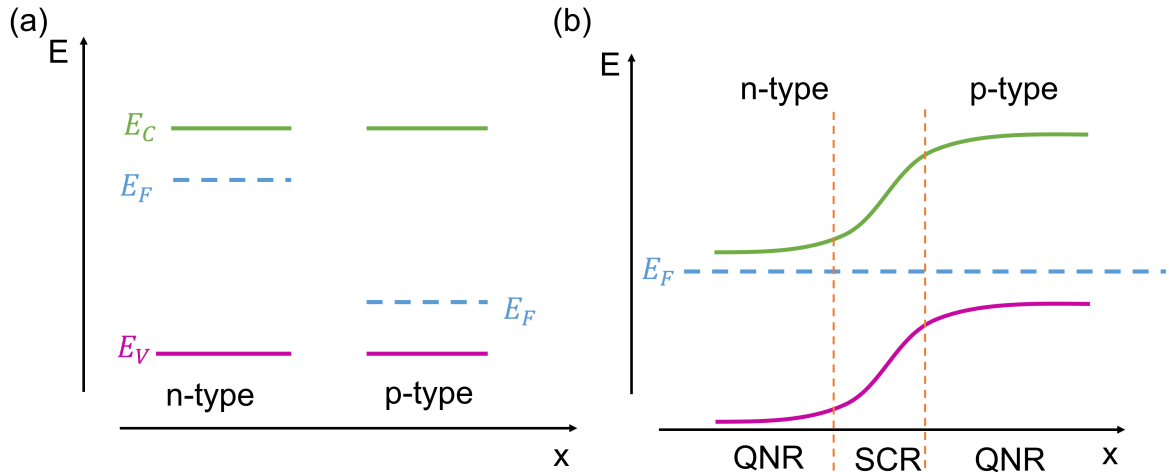 (a)
E
E_C
E_F
E_F
E_V
n-type
p-type
x
(b)
E
n-type
p-type
E_F
QNR
SCR
QNR
x